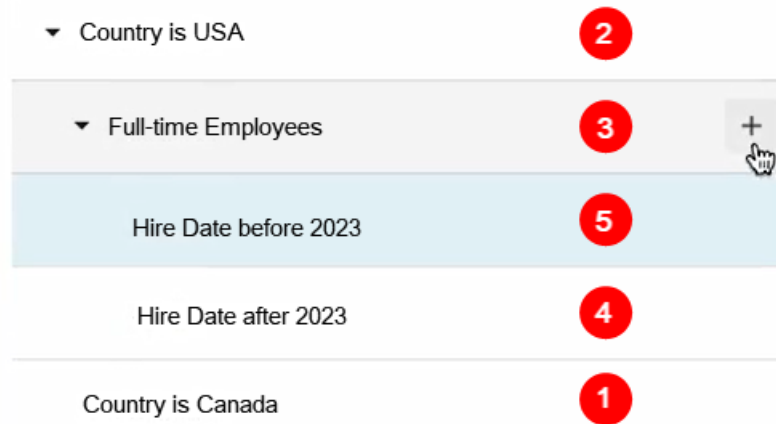 Country is USA 2
Full-time Employees 3 +
Hire Date before 2023 5
Hire Date after 2023 4
Country is Canada 1